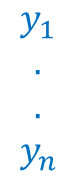 y₁
.
.
yₙ